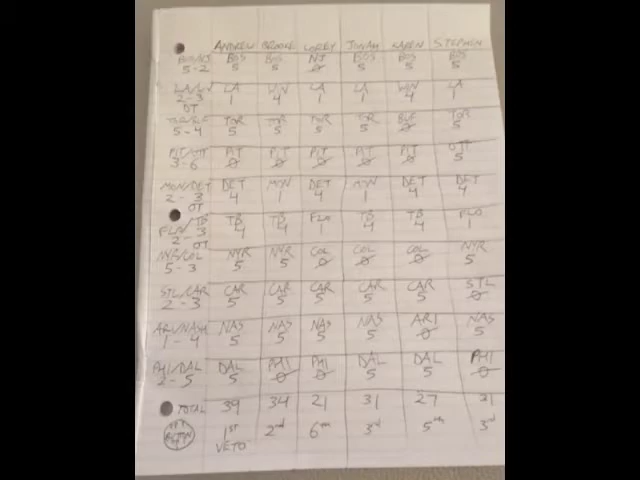 ANDREW BROOKE COREY JONAH KAREN STEPHEN
BOS/NJ BOS BOS NJ BOS BOS BOS
5-2 5 5 0 5 5 5
LA WIN LA LA WIN LA
2-3 1 4 1 1 4 1
OT
TOR/BUF TOR TOR TOR TOR BUF TOR
5-4 5 5 5 5 0 5
PIT/OTT PIT PIT PIT PIT PIT OTT
3-6 0 0 0 0 0 5
MON/DET DET MON DET MON DET DET
2-3 4 1 4 1 4 4
OT
FLO/TB TB TB FLO TB TB FLO
2-3 4 4 1 4 4 1
OT
NYR/COL NYR NYR COL COL COL NYR
5-3 5 5 0 0 0 5
STL/CAR CAR CAR CAR CAR CAR STL
2-3 5 5 5 5 5 0
ARI/NASH NAS NAS NAS NAS ARI NAS
1-4 5 5 5 5 0 5
PHI/DAL DAL PHI PHI DAL DAL PHI
2-5 5 0 0 5 5 0
TOTAL 39 34 21 31 27 31
1ST 2nd 6th 3rd 5th 3rd
VETO